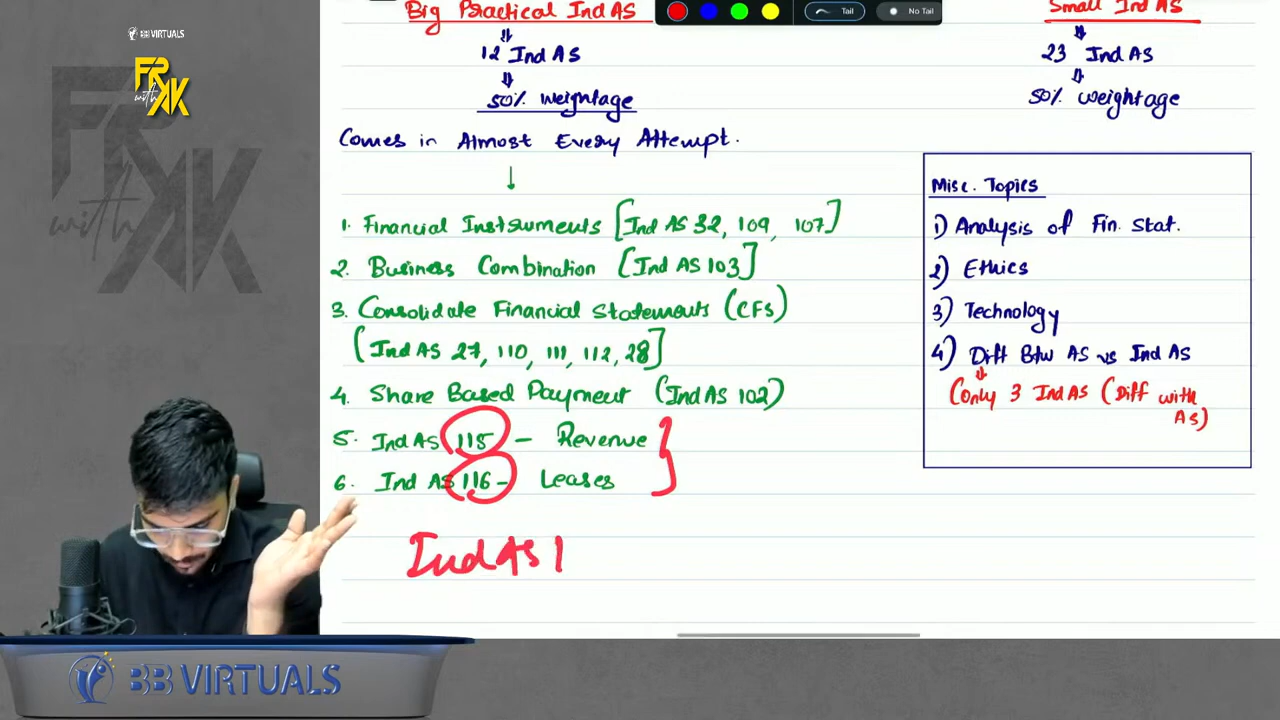 BB VIRTUALS
FR
with
AK
FR
with
AK
Tail
No Tail
Big Practical Ind AS
12 Ind AS
50% Weightage
Comes in Almost Every Attempt.
1. Financial Instruments [Ind AS 32, 109, 107]
2. Business Combination [Ind AS 103]
3. Consolidate Financial Statements (CFS)
[Ind AS 27, 110, 111, 112, 28]
4. Share Based Payment (Ind AS 102)
5. Ind AS 115 - Revenue
6. Ind AS 116 - Leases
Ind AS 1
Small Ind AS
23 Ind AS
50% Weightage
Misc. Topics
1) Analysis of Fin. Stat.
2) Ethics
3) Technology
4) Diff Btw AS vs Ind AS
(Only 3 Ind AS (Diff with
AS)
BB VIRTUALS